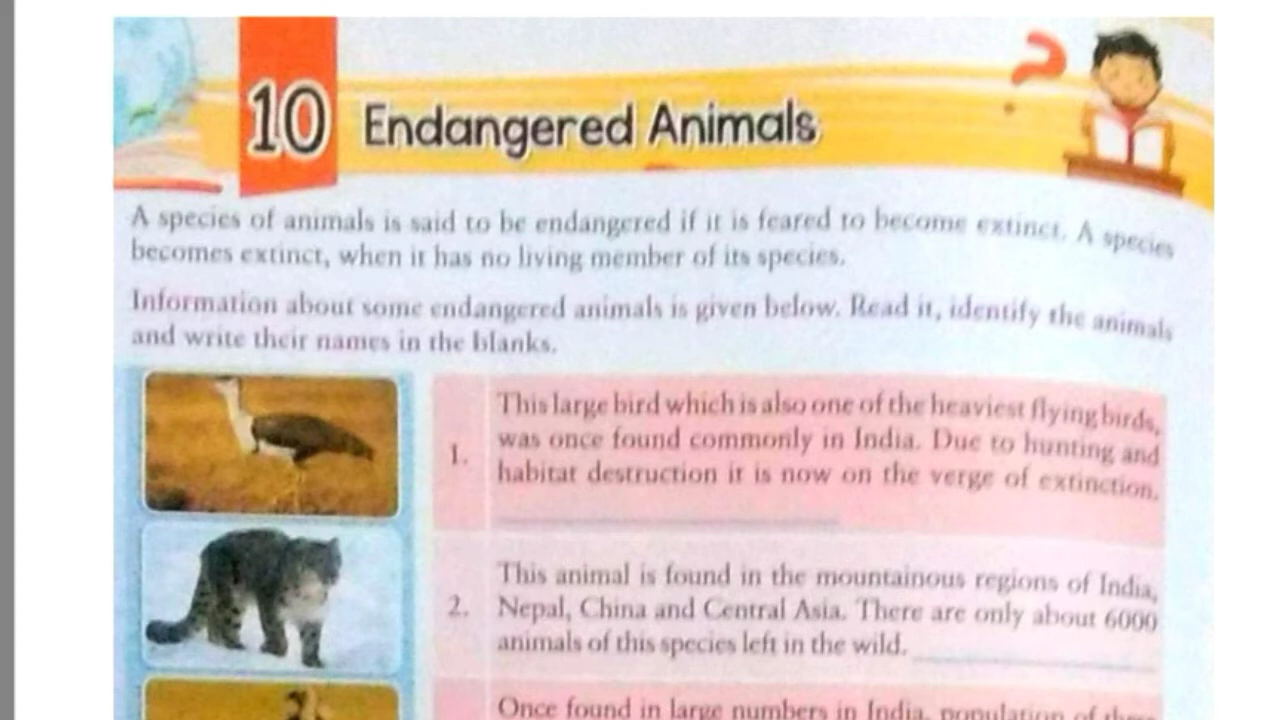 10 Endangered Animals
A species of animals is said to be endangered if it is feared to become extinct. A species
becomes extinct, when it has no living member of its species.
Information about some endangered animals is given below. Read it, identify the animals
and write their names in the blanks.
1. This large bird which is also one of the heaviest flying birds,
was once found commonly in India. Due to hunting and
habitat destruction it is now on the verge of extinction.
2. This animal is found in the mountainous regions of India,
Nepal, China and Central Asia. There are only about 6000
animals of this species left in the wild.
Once found in large numbers in India, population of